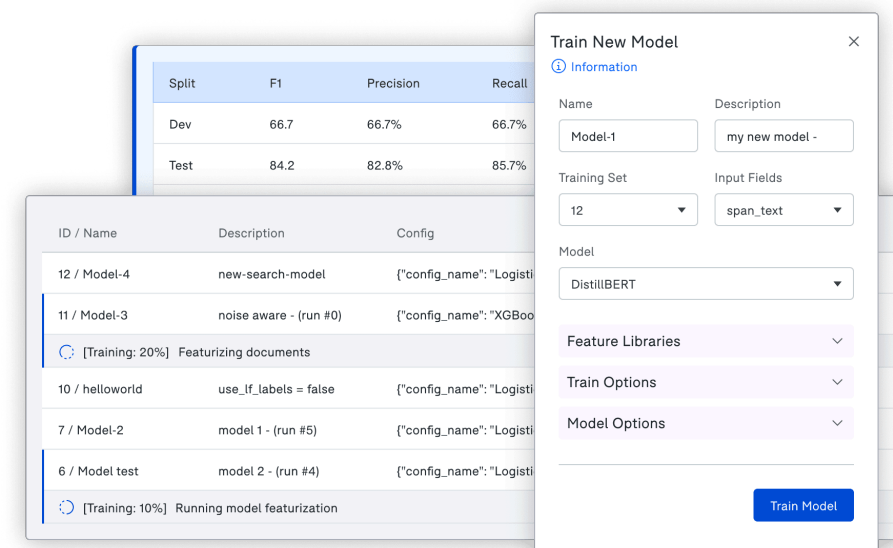 Split F1 Precision Recall
Dev 66.7 66.7% 66.7%
Test 84.2 82.8% 85.7%
ID / Name Description Config
12 / Model-4 new-search-model {"config_name": "Logisti
11 / Model-3 noise aware - (run #0) {"config_name": "XGBoo
[Training: 20%] Featurizing documents
10 / helloworld use_lf_labels = false {"config_name": "Logisti
7 / Model-2 model 1 - (run #5) {"config_name": "Logisti
6 / Model test model 2 - (run #4) {"config_name": "Logisti
[Training: 10%] Running model featurization
Train New Model
Information
Name Description
Model-1 my new model -
Training Set Input Fields
12 span_text
Model
DistillBERT
Feature Libraries
Train Options
Model Options
Train Model